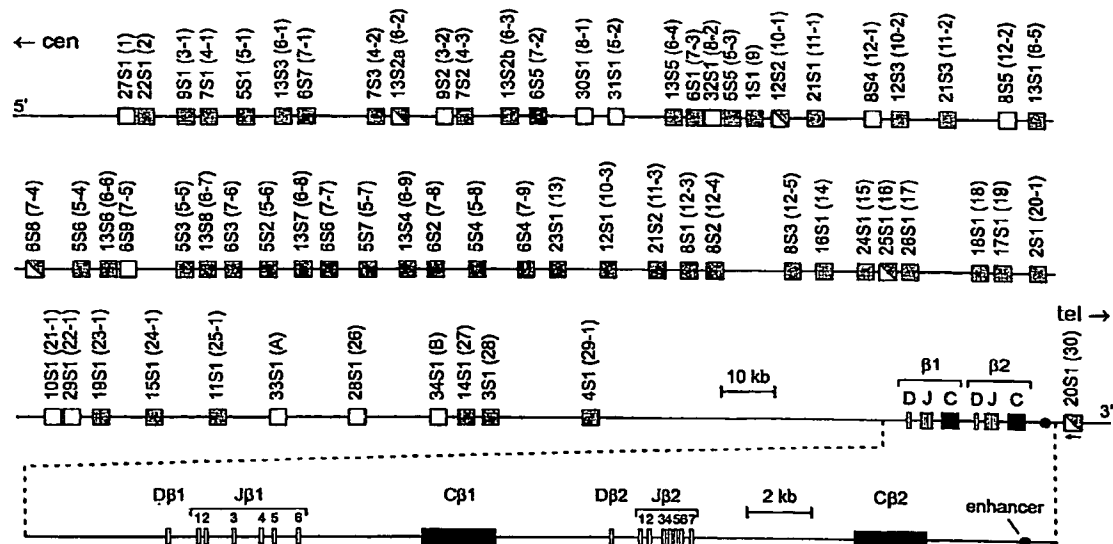 ← cen
5'
27S1 (1)
22S1 (2)
9S1 (3-1)
7S1 (4-1)
5S1 (5-1)
13S3 (6-1)
6S7 (7-1)
7S3 (4-2)
13S2a (6-2)
9S2 (3-2)
7S2 (4-3)
13S2b (6-3)
6S5 (7-2)
30S1 (8-1)
31S1 (5-2)
13S5 (6-4)
6S1 (7-3)
32S1 (8-2)
5S5 (5-3)
1S1 (9)
12S2 (10-1)
21S1 (11-1)
8S4 (12-1)
12S3 (10-2)
21S3 (11-2)
8S5 (12-2)
13S1 (6-5)
6S8 (7-4)
5S6 (5-4)
13S6 (6-6)
6S9 (7-5)
5S3 (5-5)
13S8 (6-7)
6S3 (7-6)
5S2 (5-6)
13S7 (6-8)
6S6 (7-7)
5S7 (5-7)
13S4 (6-9)
6S2 (7-8)
5S4 (5-8)
6S4 (7-9)
23S1 (13)
12S1 (10-3)
21S2 (11-3)
8S1 (12-3)
8S2 (12-4)
8S3 (12-5)
16S1 (14)
24S1 (15)
25S1 (16)
26S1 (17)
18S1 (18)
17S1 (19)
2S1 (20-1)
10S1 (21-1)
29S1 (22-1)
19S1 (23-1)
15S1 (24-1)
11S1 (25-1)
33S1 (A)
28S1 (26)
34S1 (B)
14S1 (27)
3S1 (28)
4S1 (29-1)
10 kb
β1
β2
D J C D J C
tel →
20S1 (30)
3'
Dβ1
Jβ1
1 2 3 4 5 6
Cβ1
Dβ2
Jβ2
1 2 3 4 5 6 7
2 kb
Cβ2
enhancer